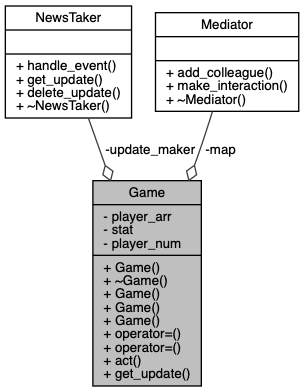 NewsTaker
+ handle_event()
+ get_update()
+ delete_update()
+ ~NewsTaker()
Mediator
+ add_colleague()
+ make_interaction()
+ ~Mediator()
-update_maker
-map
Game
- player_arr
- stat
- player_num
+ Game()
+ ~Game()
+ Game()
+ Game()
+ Game()
+ operator=()
+ operator=()
+ act()
+ get_update()